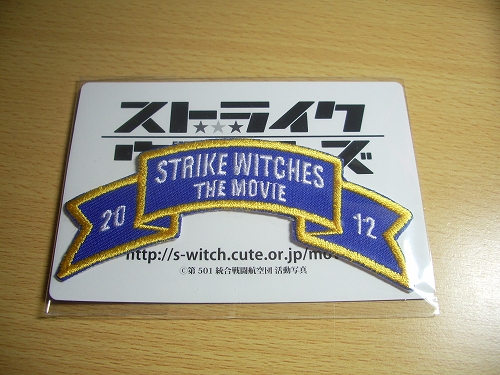 ストライク
STRIKE WITCHES
THE MOVIE
20 12
http://s-witch.cute.or.jp/mo
©第501統合戦闘航空団 活動写真